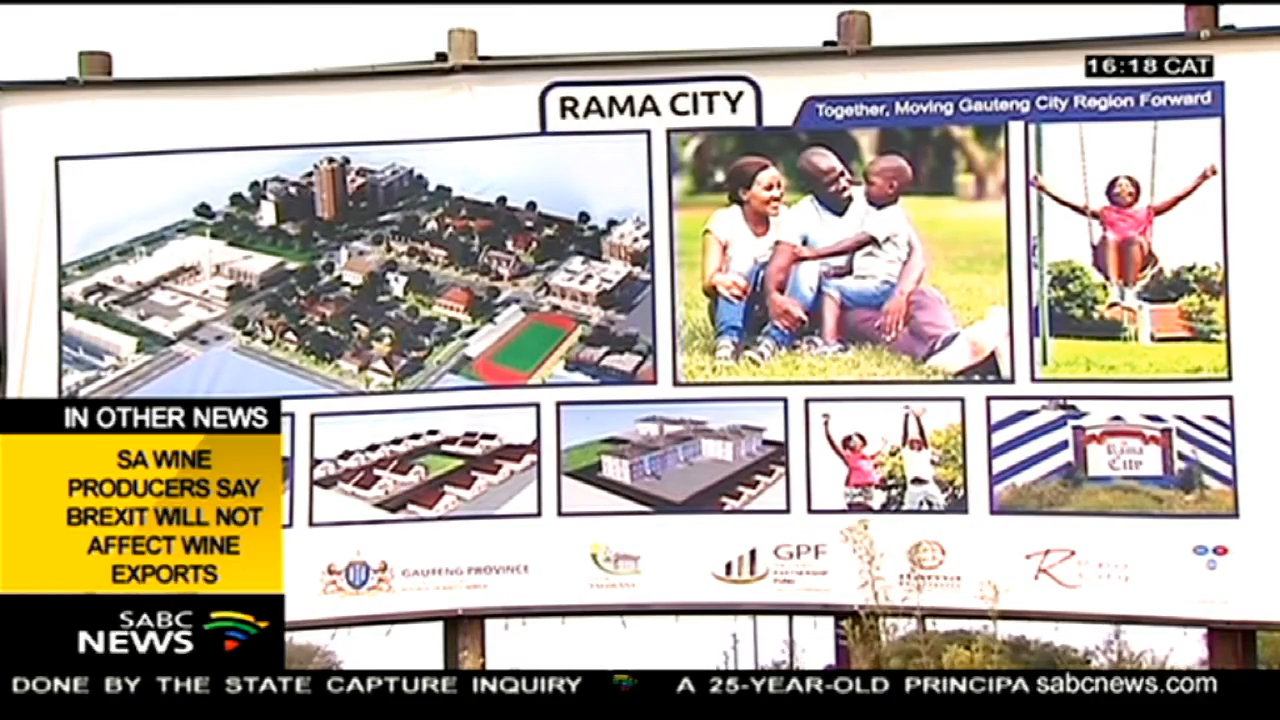 16:18 CAT
RAMA CITY
Together, Moving Gauteng City Region Forward
Rama
City
GAUTENG PROVINCE
GPF
PARTNERSHIP
FUND
IN OTHER NEWS
SA WINE
PRODUCERS SAY
BREXIT WILL NOT
AFFECT WINE
EXPORTS
SABC
NEWS
DONE BY THE STATE CAPTURE INQUIRY A 25-YEAR-OLD PRINCIPA sabcnews.com